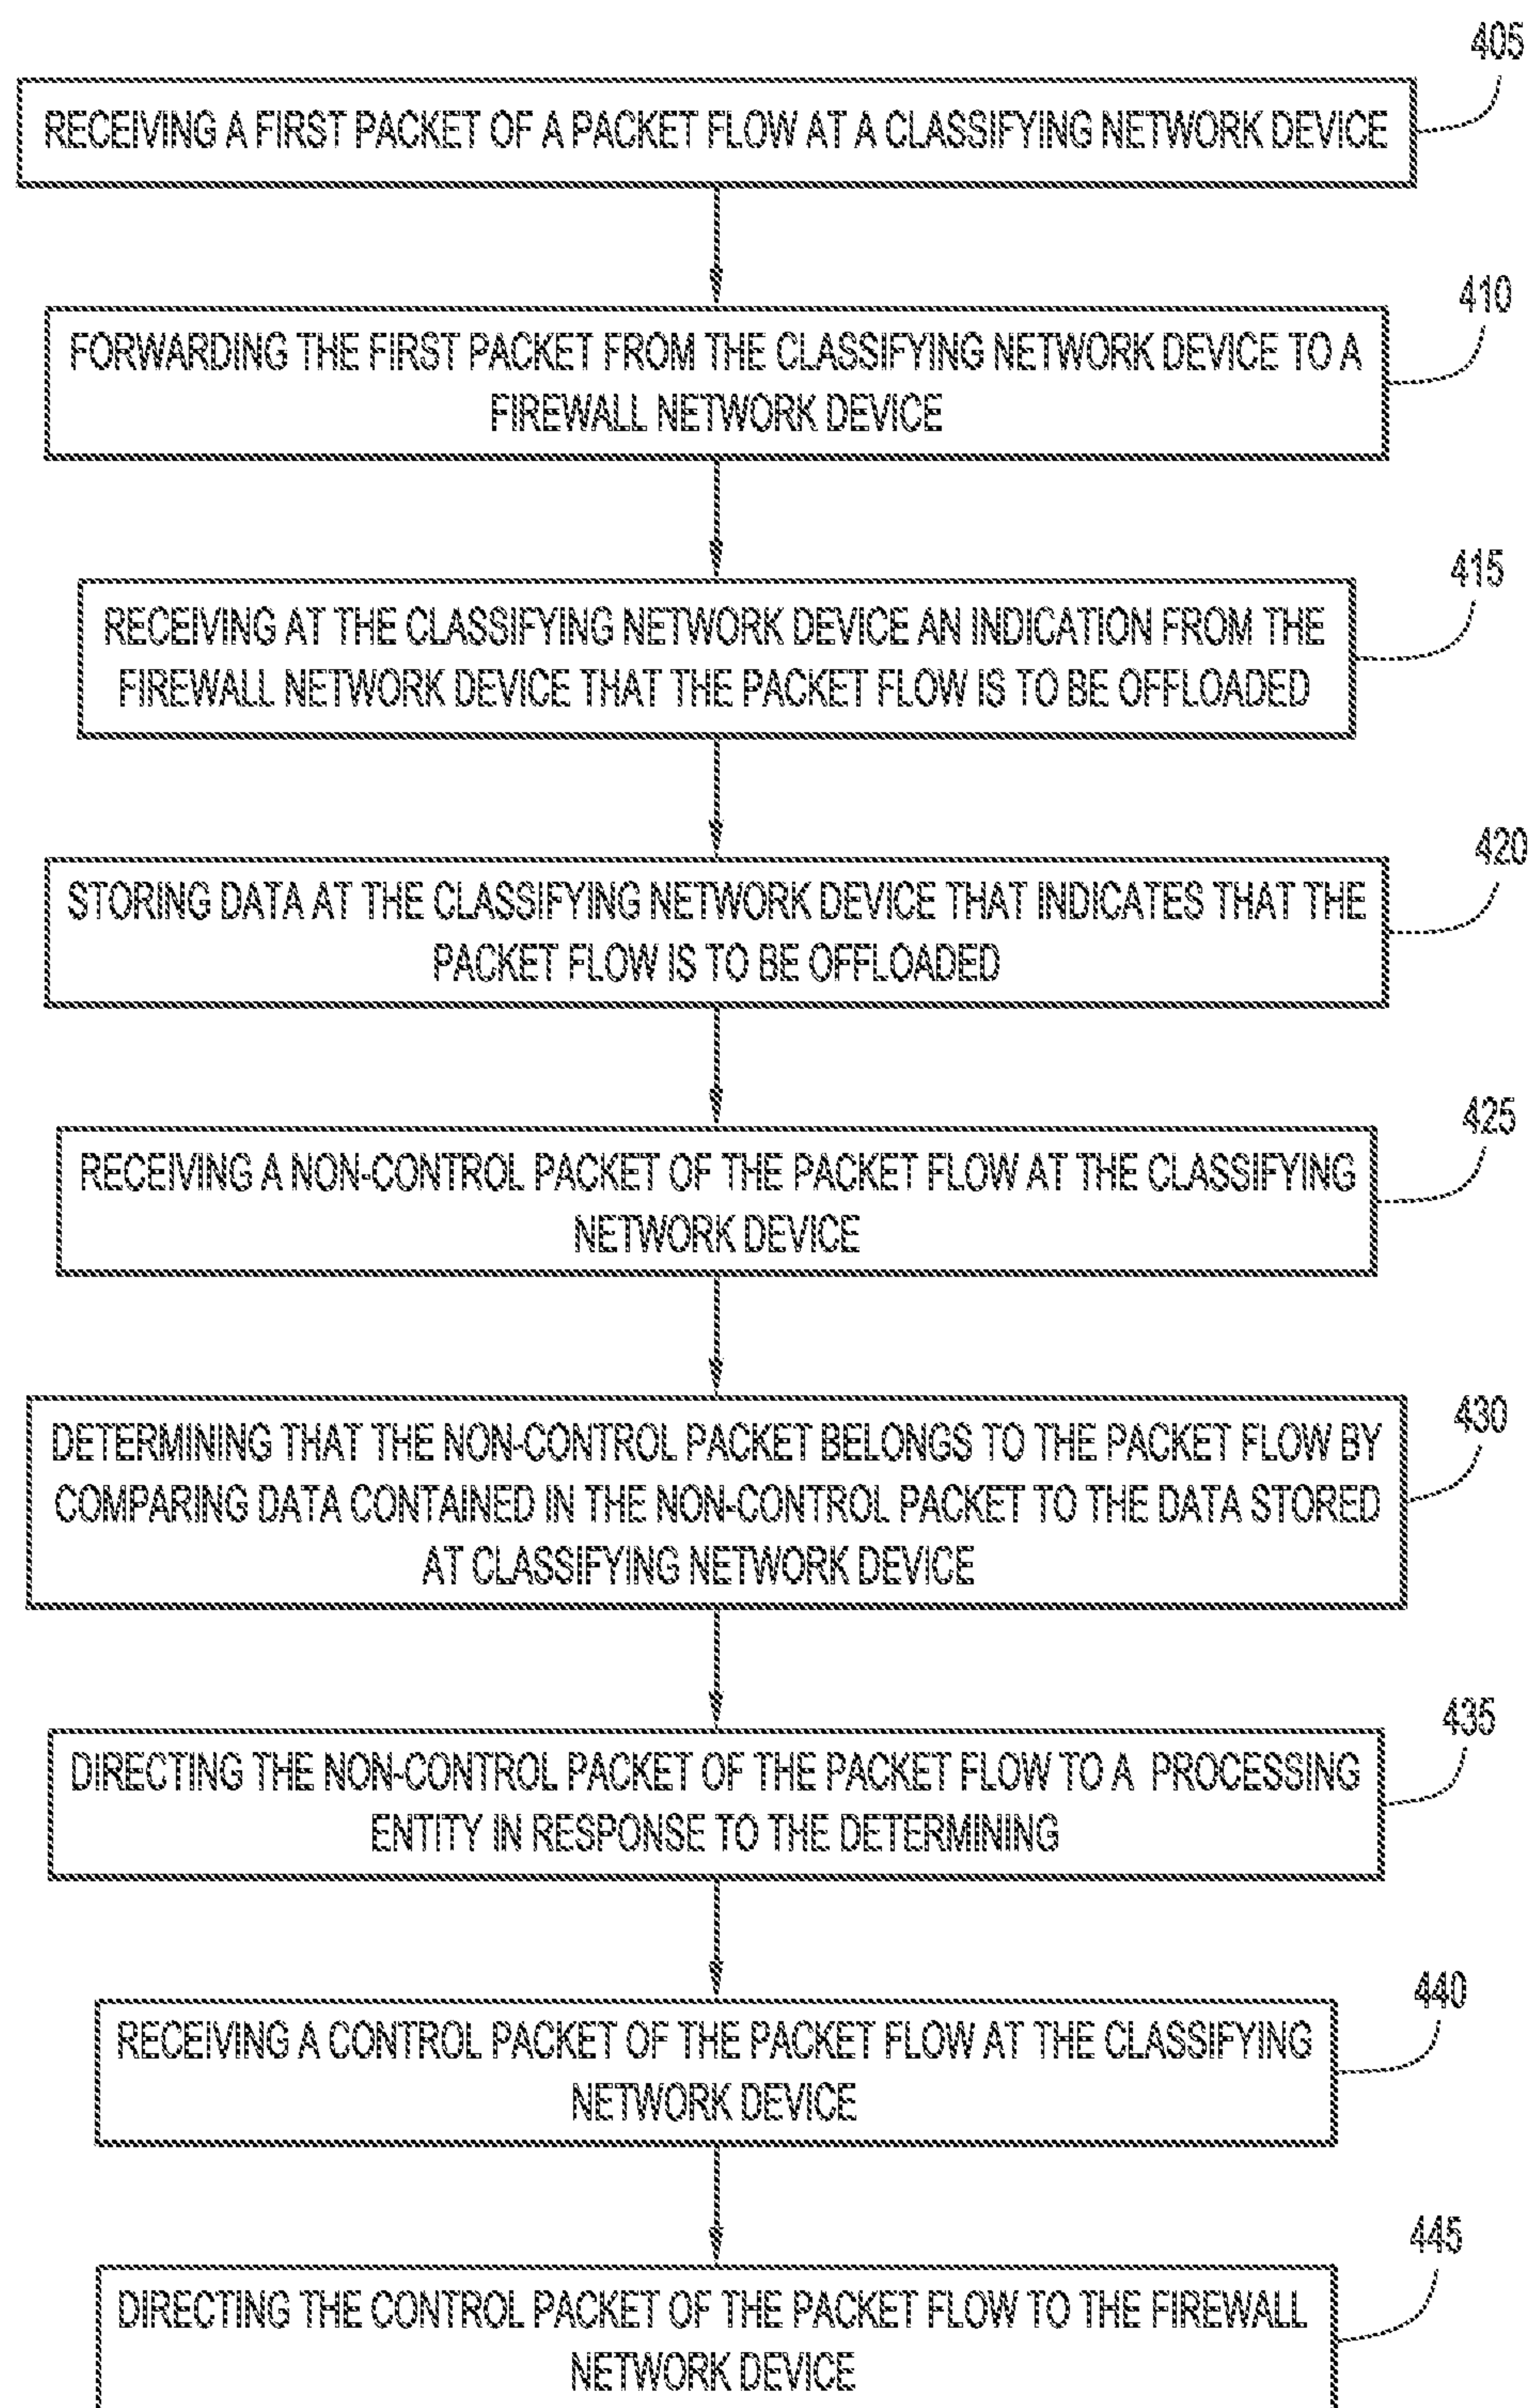 405
RECEIVING A FIRST PACKET OF A PACKET FLOW AT A CLASSIFYING NETWORK DEVICE
410
FORWARDING THE FIRST PACKET FROM THE CLASSIFYING NETWORK DEVICE TO A
FIREWALL NETWORK DEVICE
415
RECEIVING AT THE CLASSIFYING NETWORK DEVICE AN INDICATION FROM THE
FIREWALL NETWORK DEVICE THAT THE PACKET FLOW IS TO BE OFFLOADED
420
STORING DATA AT THE CLASSIFYING NETWORK DEVICE THAT INDICATES THAT THE
PACKET FLOW IS TO BE OFFLOADED
425
RECEIVING A NON-CONTROL PACKET OF THE PACKET FLOW AT THE CLASSIFYING
NETWORK DEVICE
430
DETERMINING THAT THE NON-CONTROL PACKET BELONGS TO THE PACKET FLOW BY
COMPARING DATA CONTAINED IN THE NON-CONTROL PACKET TO THE DATA STORED
AT CLASSIFYING NETWORK DEVICE
435
DIRECTING THE NON-CONTROL PACKET OF THE PACKET FLOW TO A PROCESSING
ENTITY IN RESPONSE TO THE DETERMINING
440
RECEIVING A CONTROL PACKET OF THE PACKET FLOW AT THE CLASSIFYING
NETWORK DEVICE
445
DIRECTING THE CONTROL PACKET OF THE PACKET FLOW TO THE FIREWALL
NETWORK DEVICE